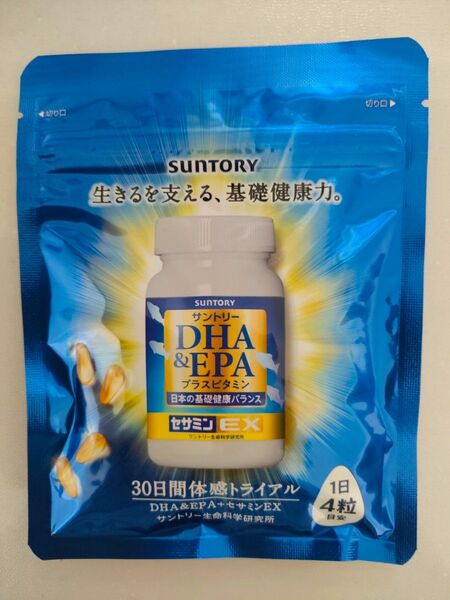 切り口
切り口
SUNTORY
生きるを支える、基礎健康力。
SUNTORY
サントリー
DHA
&EPA
プラスビタミン
日本の基礎健康バランス
セサミンEX
サントリー生命科学研究所
30日間体感トライアル
DHA&EPA+セサミンEX
サントリー生命科学研究所
1日
4粒
目安